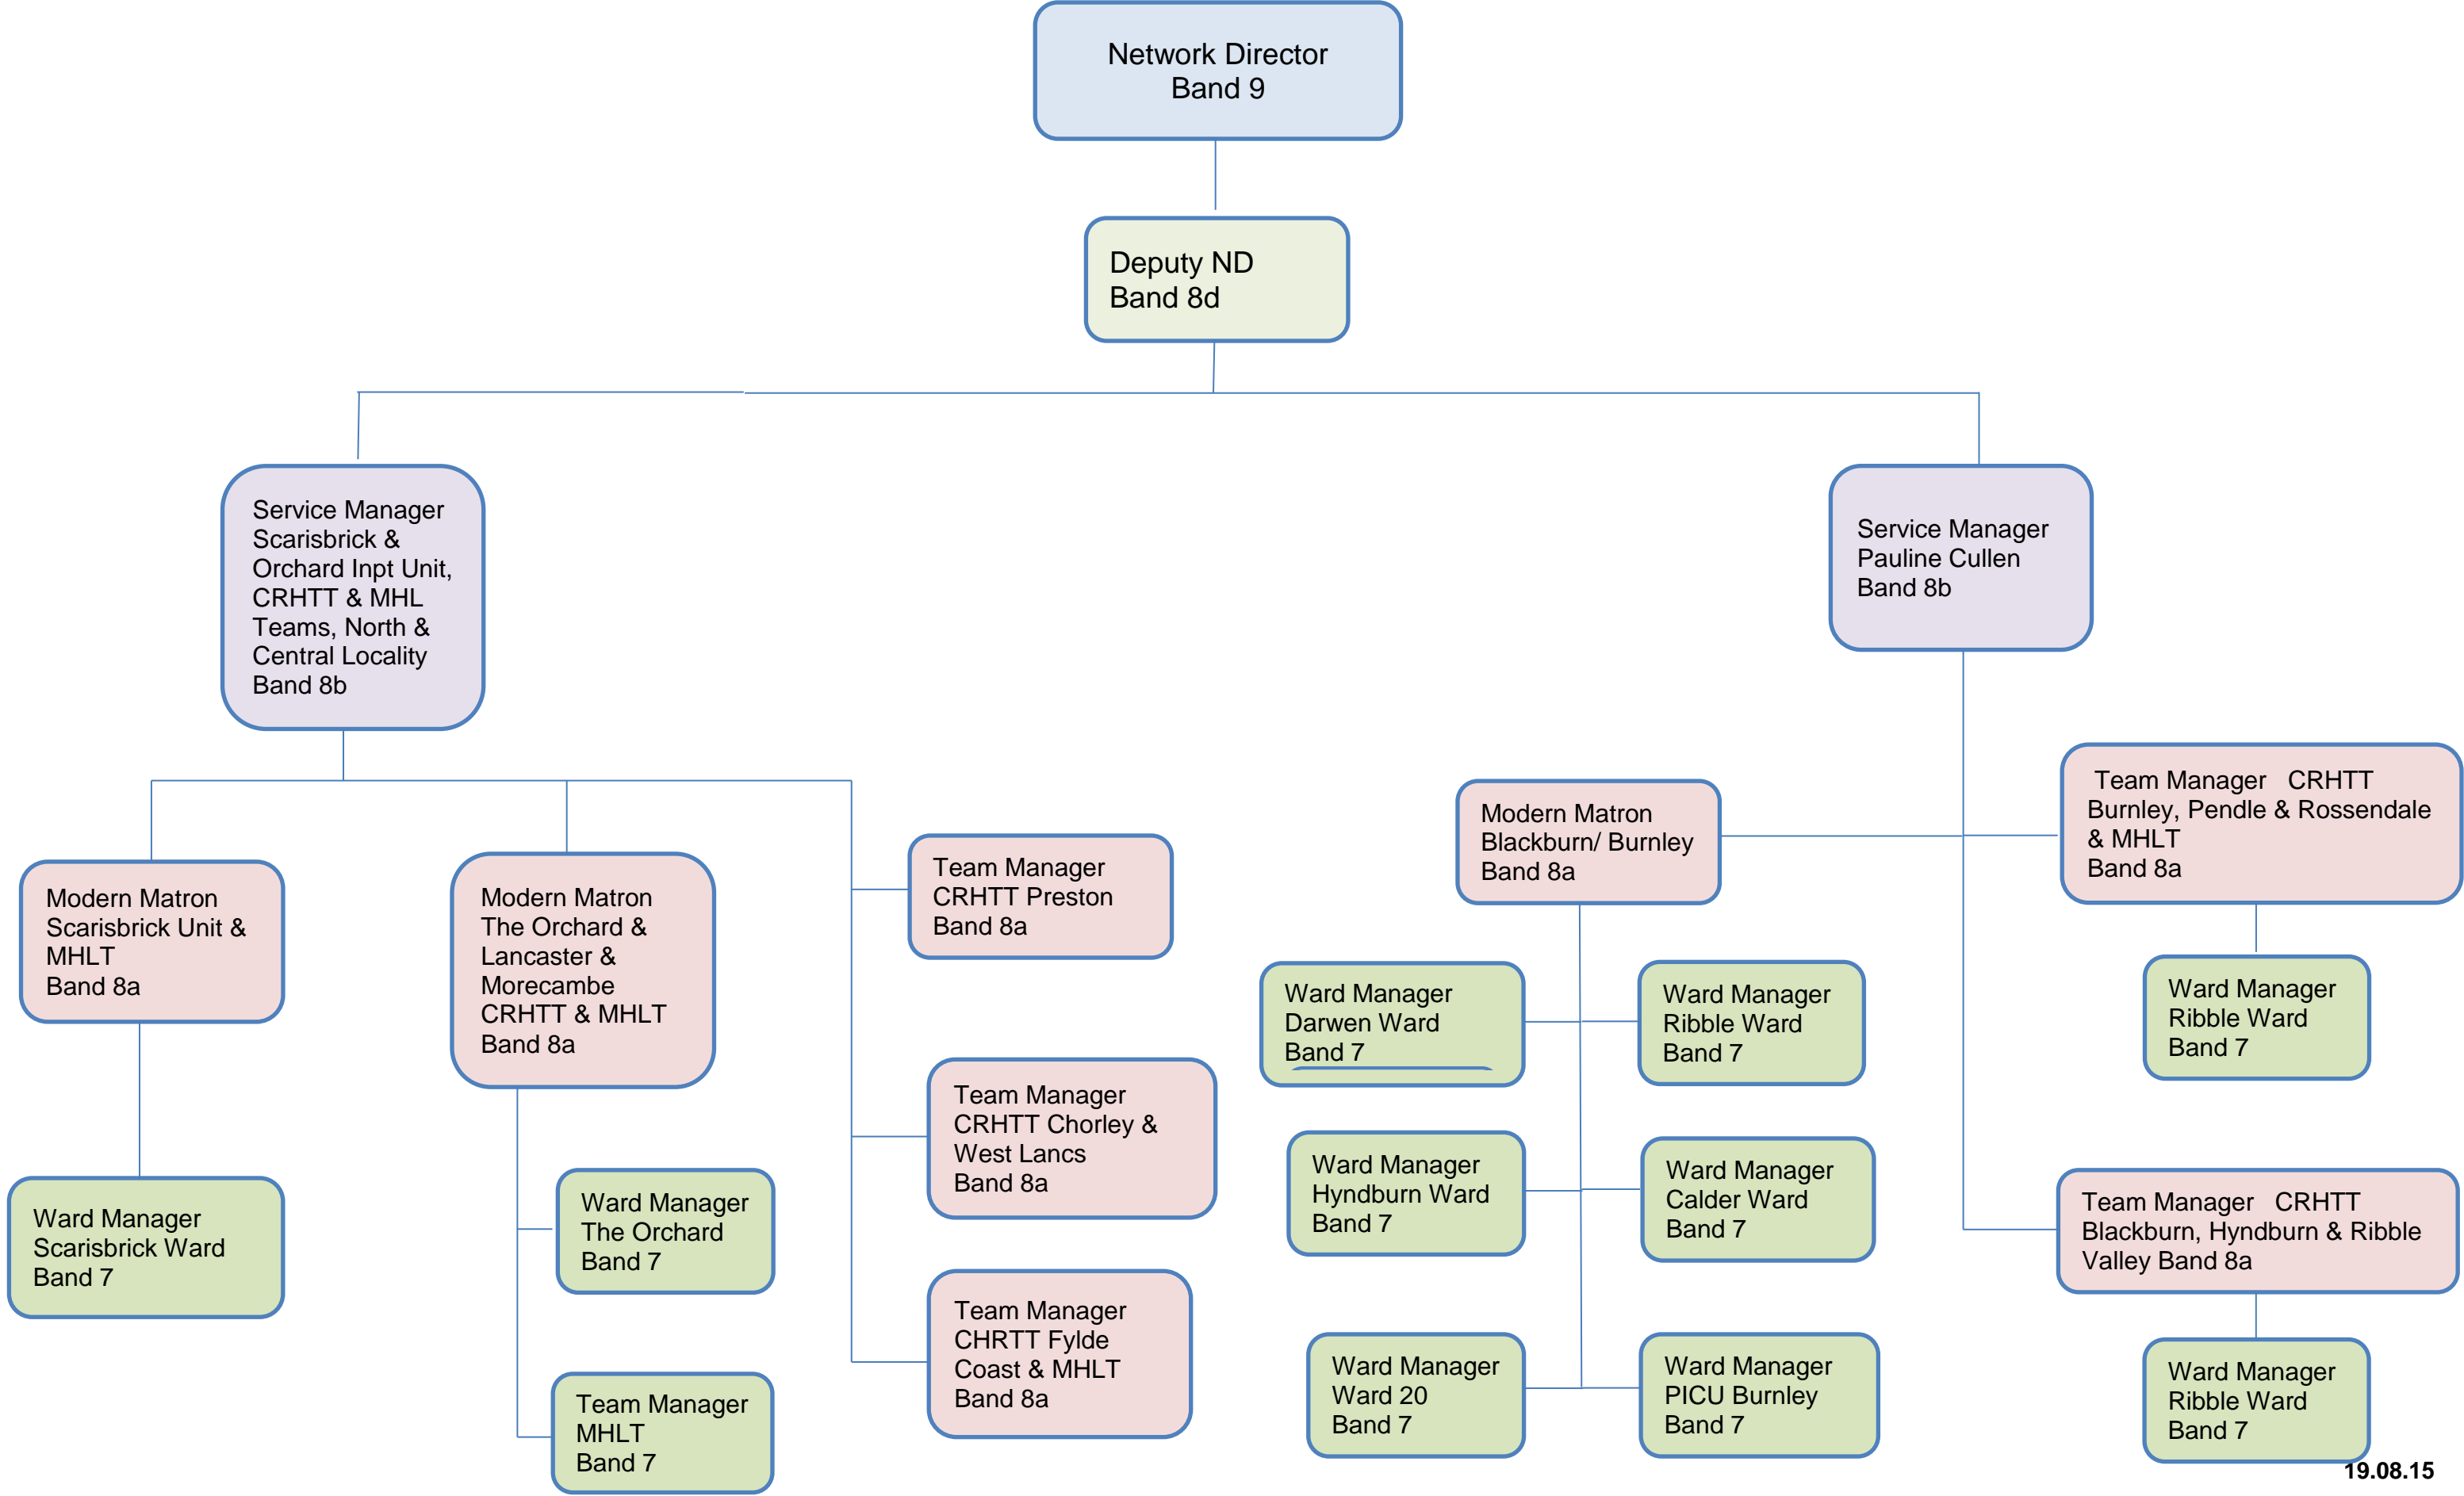 Network Director
Band 9
Deputy ND
Band 8d
Service Manager
Scarisbrick &
Orchard Inpt Unit,
CRHTT & MHL
Teams, North &
Central Locality
Band 8b
Service Manager
Pauline Cullen
Band 8b
Modern Matron
Scarisbrick Unit &
MHLT
Band 8a
Modern Matron
The Orchard &
Lancaster &
Morecambe
CRHTT & MHLT
Band 8a
Team Manager
CRHTT Preston
Band 8a
Modern Matron
Blackburn/ Burnley
Band 8a
Team Manager   CRHTT
Burnley, Pendle & Rossendale
& MHLT
Band 8a
Ward Manager
Darwen Ward
Band 7
Ward Manager
Ribble Ward
Band 7
Ward Manager
Ribble Ward
Band 7
Team Manager
CRHTT Chorley &
West Lancs
Band 8a
Ward Manager
Hyndburn Ward
Band 7
Ward Manager
Calder Ward
Band 7
Team Manager   CRHTT
Blackburn, Hyndburn & Ribble
Valley Band 8a
Ward Manager
Scarisbrick Ward
Band 7
Ward Manager
The Orchard
Band 7
Team Manager
CHRTT Fylde
Coast & MHLT
Band 8a
Ward Manager
Ward 20
Band 7
Ward Manager
PICU Burnley
Band 7
Ward Manager
Ribble Ward
Band 7
Team Manager
MHLT
Band 7
19.08.15